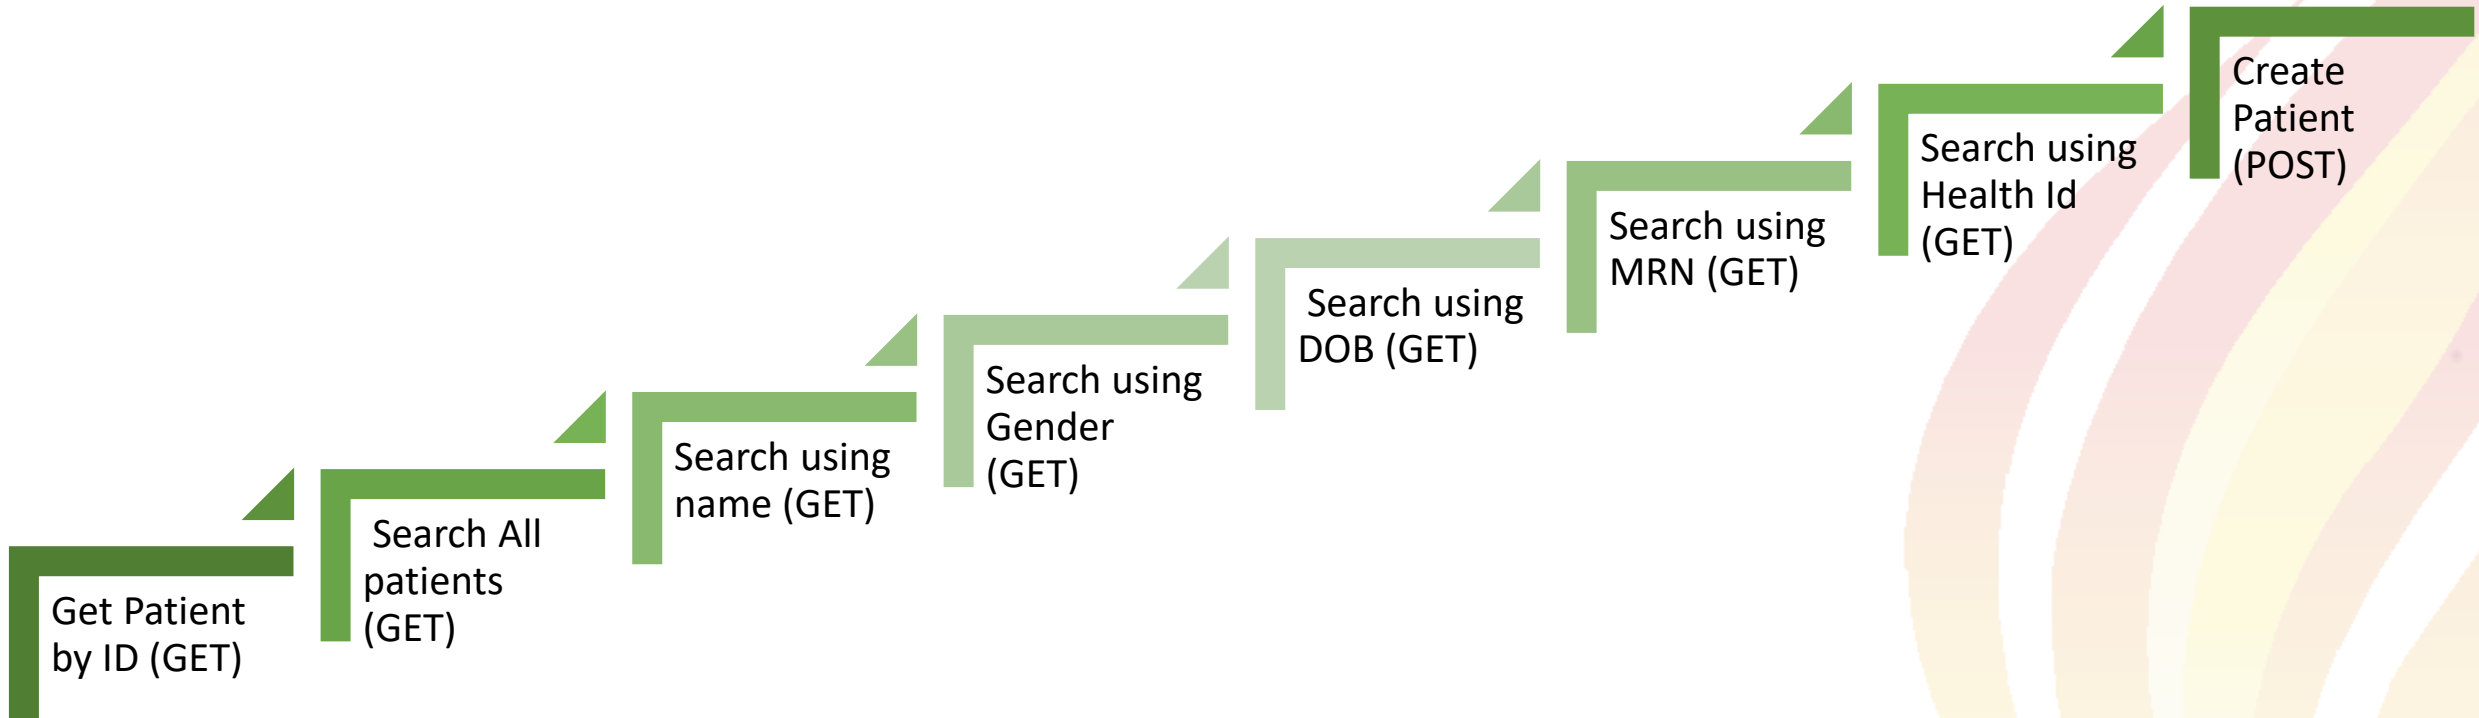 Get Patient
by ID (GET)
Search All
patients
(GET)
Search using
name (GET)
Search using
Gender
(GET)
Search using
DOB (GET)
Search using
MRN (GET)
Search using
Health Id
(GET)
Create
Patient
(POST)